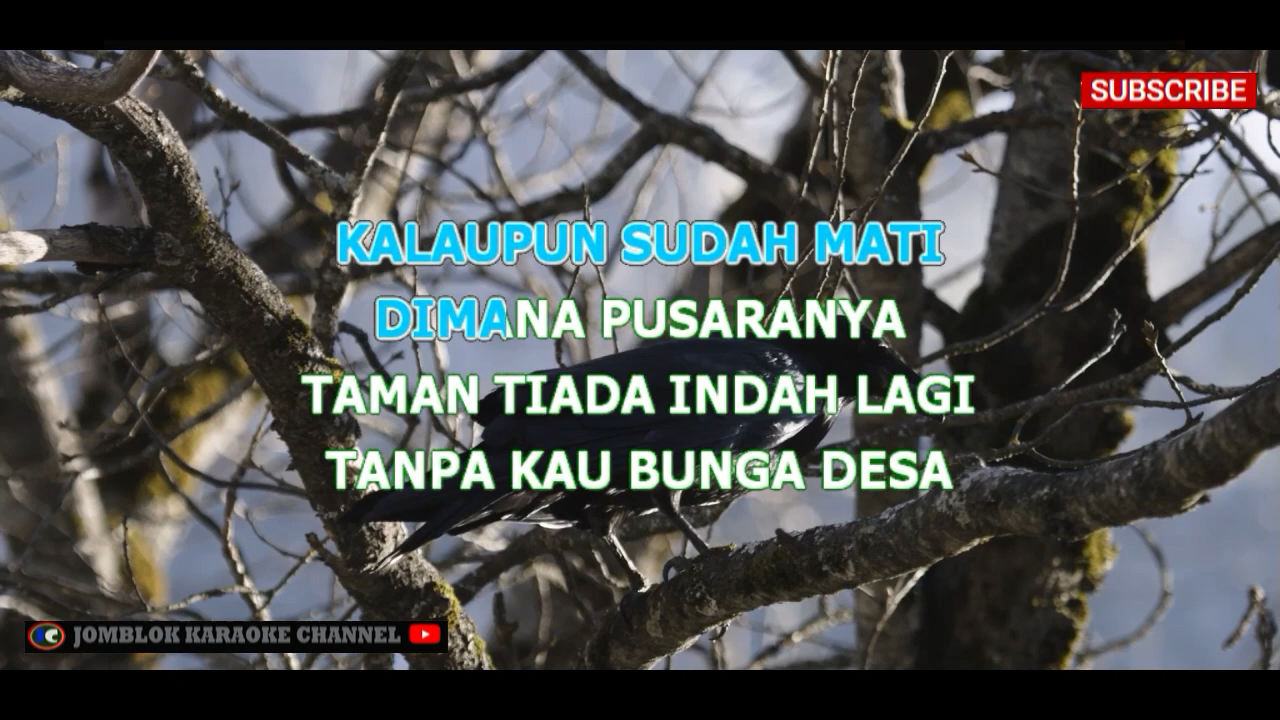 SUBSCRIBE
KALAUPUN SUDAH MATI
DIMANA PUSARANYA
TAMAN TIADA INDAH LAGI
TANPA KAU BUNGA DESA
JOMBLOK KARAOKE CHANNEL